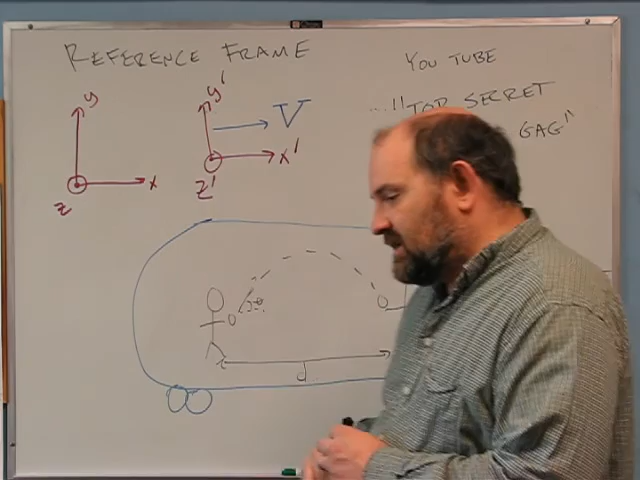 REFERENCE FRAME
YOU TUBE
..."TOP SECRET
GAG"
y
y'
V
x
x'
z
z'
θ
d